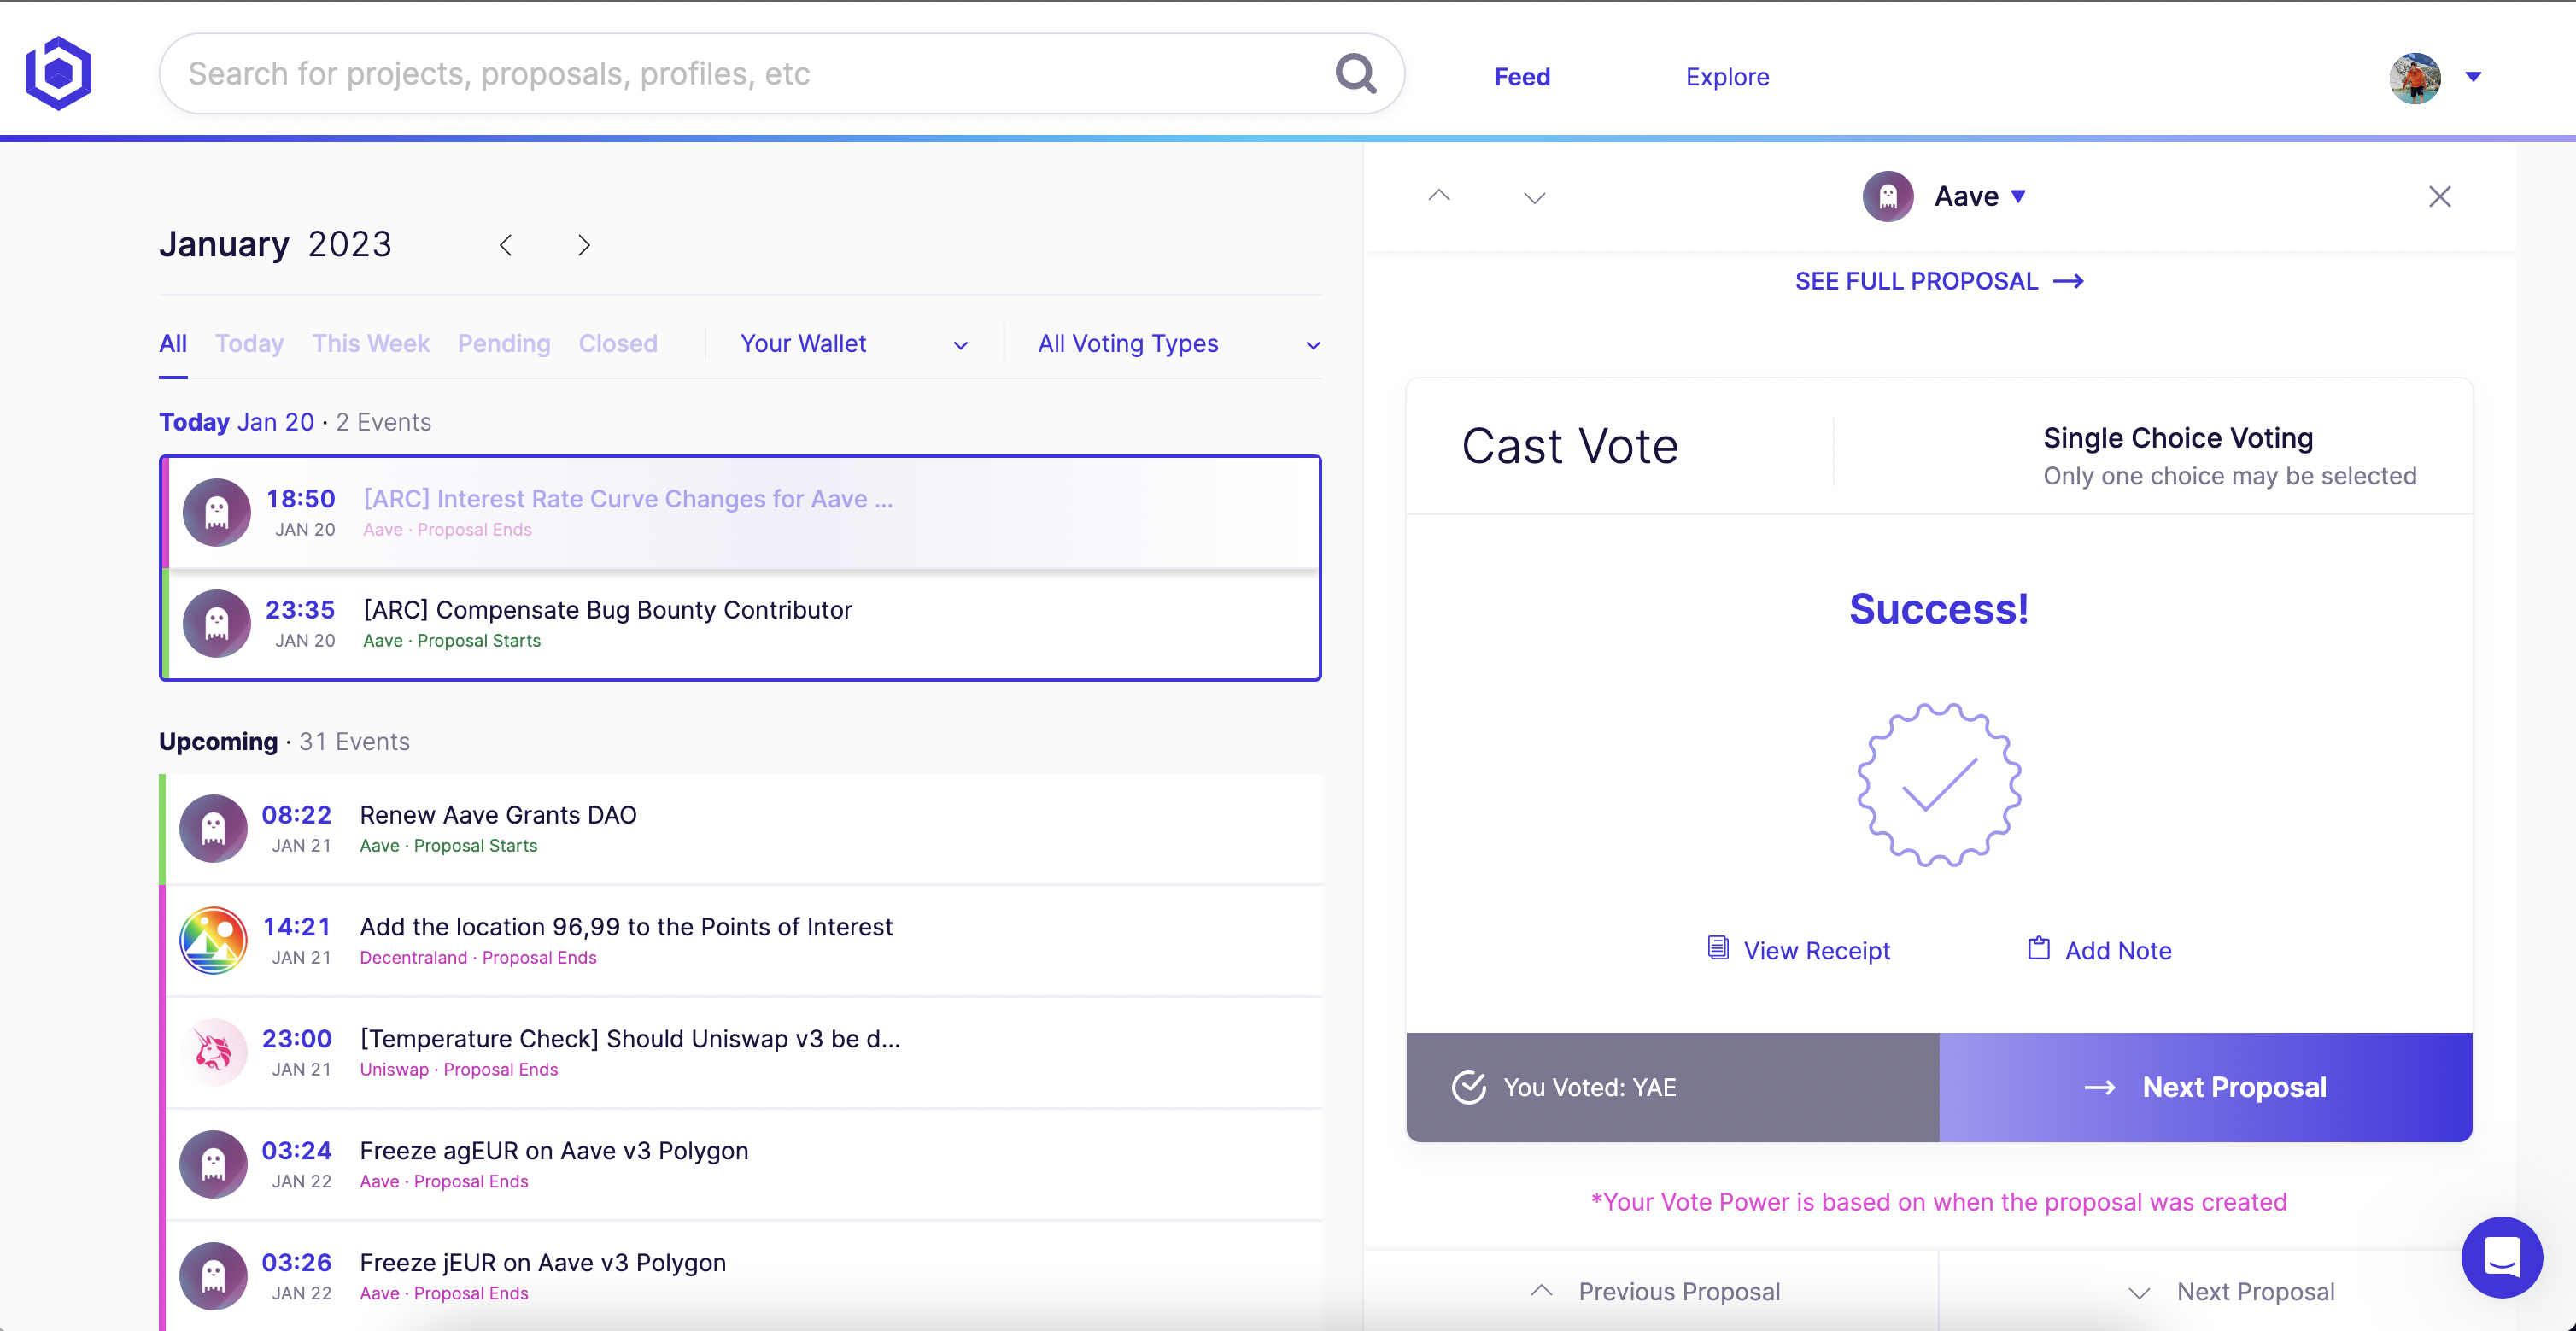 Search for projects, proposals, profiles, etc
Feed
Explore
January 2023
All
Today
This Week
Pending
Closed
Your Wallet
All Voting Types
Today Jan 20 · 2 Events
18:50
[ARC] Interest Rate Curve Changes for Aave ...
JAN 20
Aave · Proposal Ends
23:35
[ARC] Compensate Bug Bounty Contributor
JAN 20
Aave · Proposal Starts
Upcoming · 31 Events
08:22
Renew Aave Grants DAO
JAN 21
Aave · Proposal Starts
14:21
Add the location 96,99 to the Points of Interest
JAN 21
Decentraland · Proposal Ends
23:00
[Temperature Check] Should Uniswap v3 be d...
JAN 21
Uniswap · Proposal Ends
03:24
Freeze agEUR on Aave v3 Polygon
JAN 22
Aave · Proposal Ends
03:26
Freeze jEUR on Aave v3 Polygon
JAN 22
Aave · Proposal Ends
Aave
SEE FULL PROPOSAL
Cast Vote
Single Choice Voting
Only one choice may be selected
Success!
View Receipt
Add Note
You Voted: YAE
Next Proposal
*Your Vote Power is based on when the proposal was created
Previous Proposal
Next Proposal